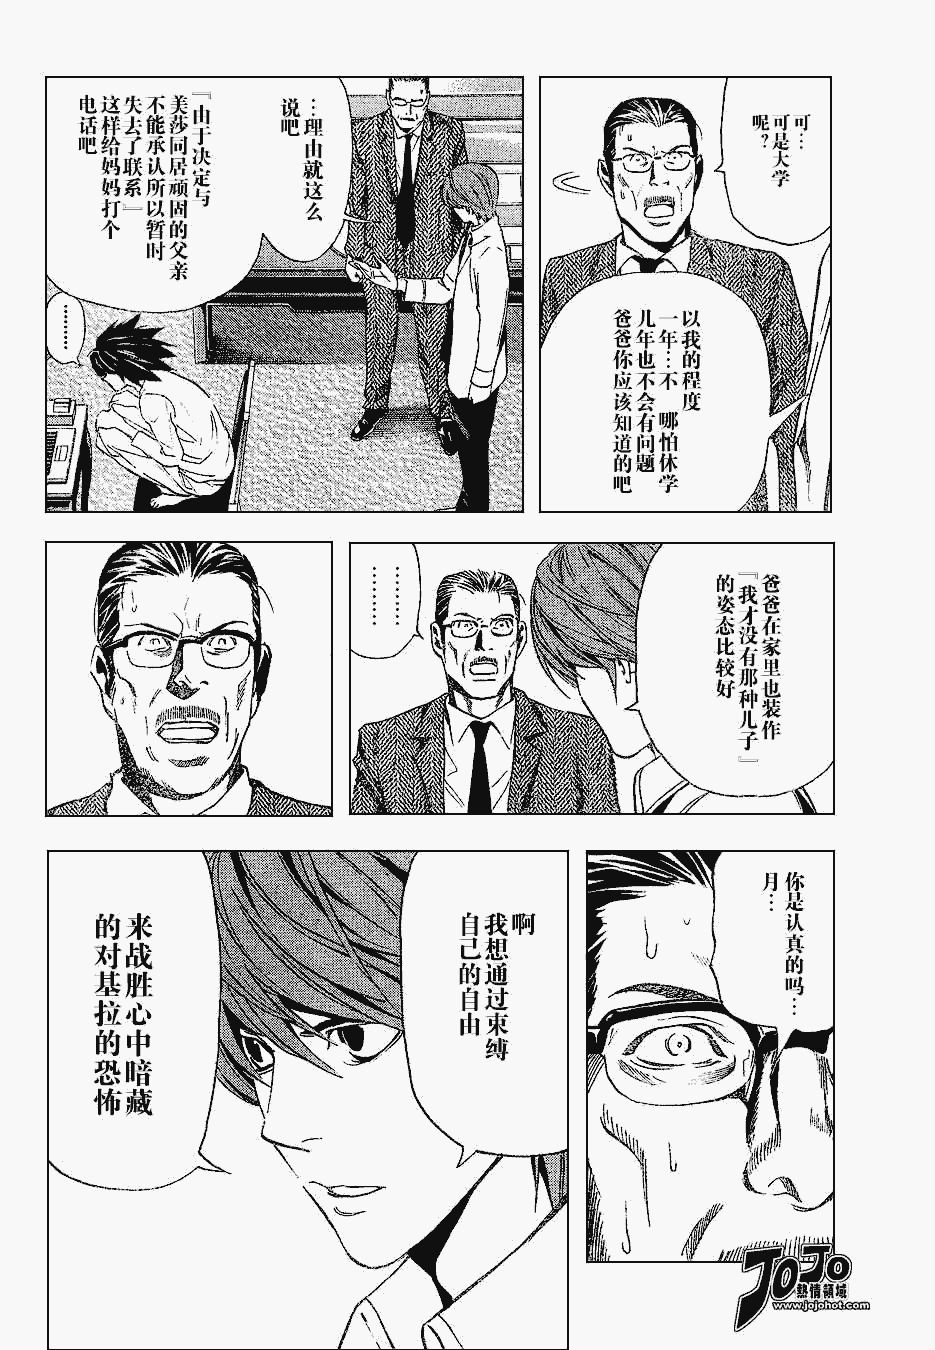 可…
可是大学
呢？
以我的程度
一年…不　哪怕休学
几年也不会有问题
爸爸你应该知道的吧
…理由就这么
说吧
『由于决定与
美莎同居顽固的父亲
不能承认所以暂时
失去了联系』
这样给妈妈打个
电话吧
………
爸爸在家里也装作
『我才没有那种儿子』
的姿态比较好
………
………
你是认真的吗…
月…
啊
我想通过束缚
自己的自由
来战胜心中暗藏
的对基拉的恐怖
JOJO
熱情領域
www.jojohot.com